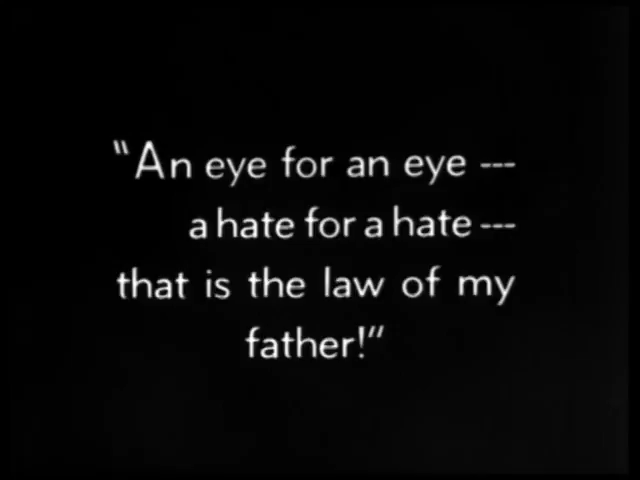 "An eye for an eye ---
a hate for a hate ---
that is the law of my
father!"